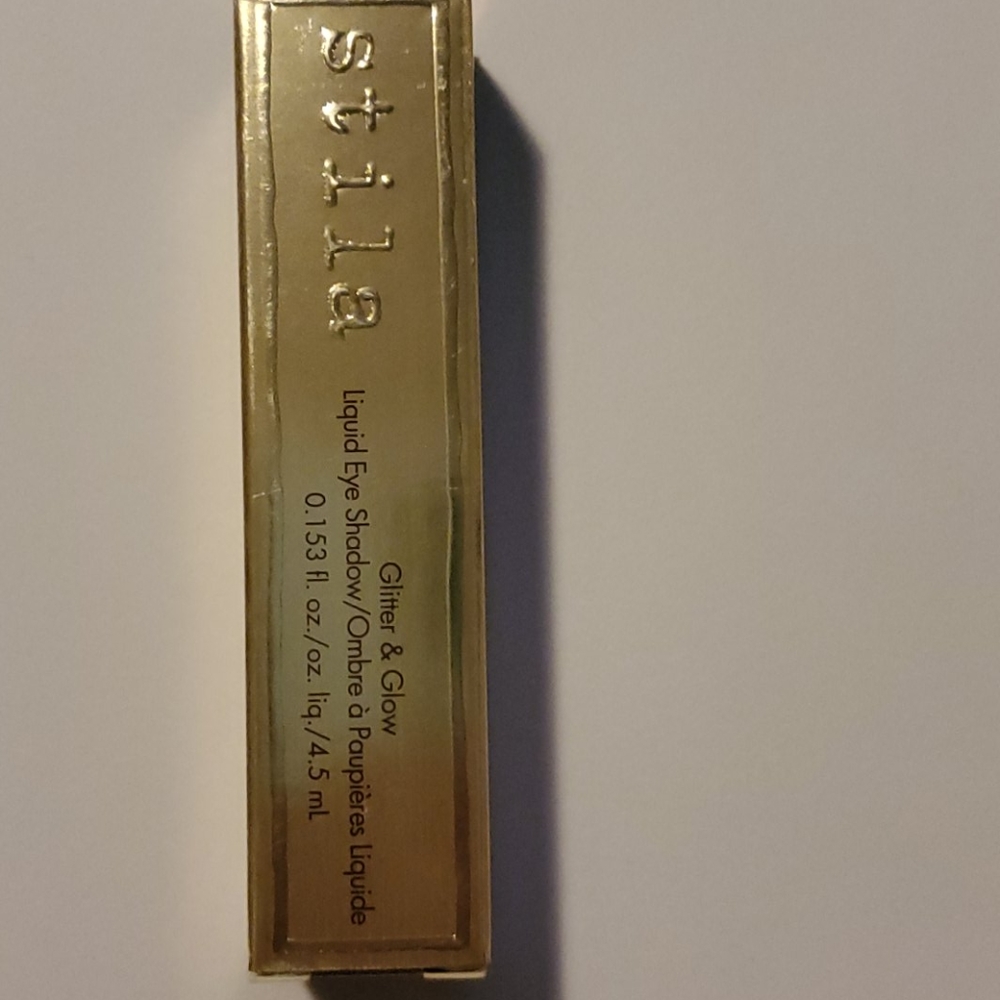 stila
Glitter & Glow
Liquid Eye Shadow/Ombre à Paupières Liquide
0.153 fl. oz./oz. liq./4.5 mL